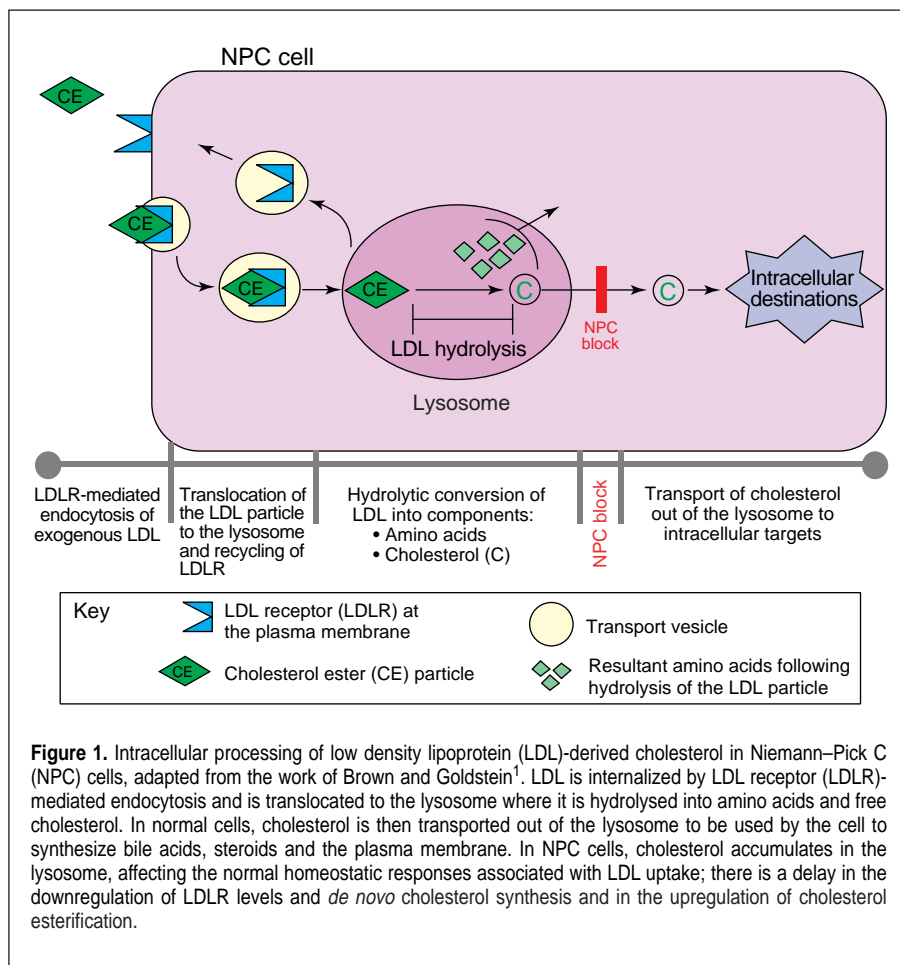 NPC cell
CE
CE
CE
CE
C
C
Intracellular
destinations
NPC
block
LDL hydrolysis
Lysosome
LDLR-mediated
endocytosis of
exogenous LDL
Translocation of
the LDL particle
to the lysosome
and recycling of
LDLR
Hydrolytic conversion of
LDL into components:
• Amino acids
• Cholesterol (C)
NPC block
Transport of cholesterol
out of the lysosome to
intracellular targets
Key
LDL receptor (LDLR) at
the plasma membrane
Transport vesicle
CE
Cholesterol ester (CE) particle
Resultant amino acids following
hydrolysis of the LDL particle
Figure 1. Intracellular processing of low density lipoprotein (LDL)-derived cholesterol in Niemann–Pick C
(NPC) cells, adapted from the work of Brown and Goldstein1. LDL is internalized by LDL receptor (LDLR)-
mediated endocytosis and is translocated to the lysosome where it is hydrolysed into amino acids and free
cholesterol. In normal cells, cholesterol is then transported out of the lysosome to be used by the cell to
synthesize bile acids, steroids and the plasma membrane. In NPC cells, cholesterol accumulates in the
lysosome, affecting the normal homeostatic responses associated with LDL uptake; there is a delay in the
downregulation of LDLR levels and de novo cholesterol synthesis and in the upregulation of cholesterol
esterification.